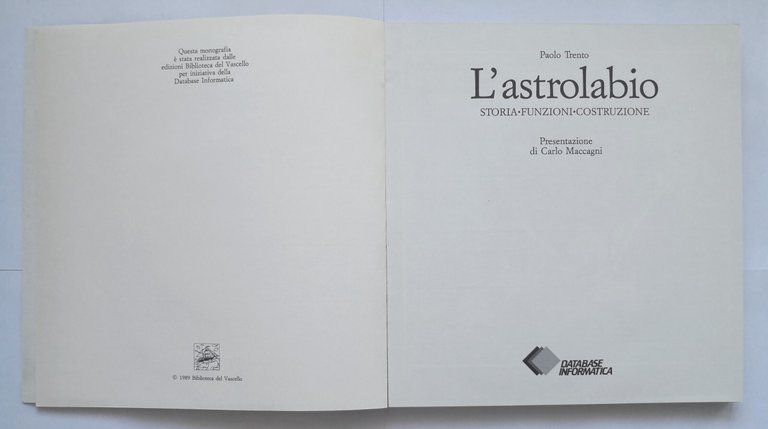 Questa monografia
è stata realizzata dalle
edizioni Biblioteca del Vascello
per iniziativa della
Database Informatica
© 1989 Biblioteca del Vascello
Paolo Trento
L'astrolabio
STORIA•FUNZIONI•COSTRUZIONE
Presentazione
di Carlo Maccagni
DATABASE
INFORMATICA